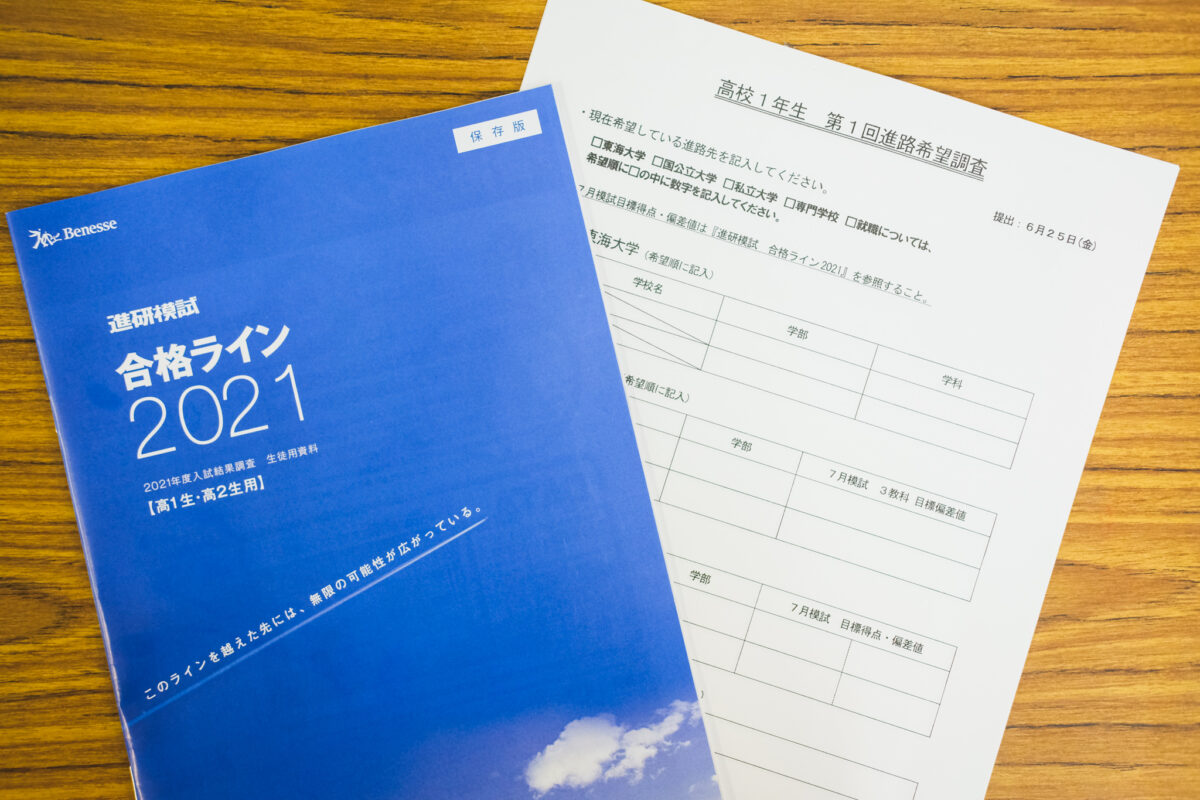 保存版
Benesse
進研模試
合格ライン
2021
2021年度入試結果調査　生徒用資料
【高1生・高2生用】
このラインを越えた先には、無限の可能性が広がっている。
高校1年生　第1回進路希望調査
提出：6月25日(金)
・現在希望している進路先を記入してください。
□東海大学　□国公立大学　□私立大学　□専門学校　□就職については、
希望順に□の中に数字を記入してください。
7月模試目標得点・偏差値は『進研模試　合格ライン2021』を参照すること。
東海大学（希望順に記入）
学校名　学部　学科
希望順に記入）
学部　7月模試　3教科 目標偏差値
学部　7月模試　目標得点・偏差値